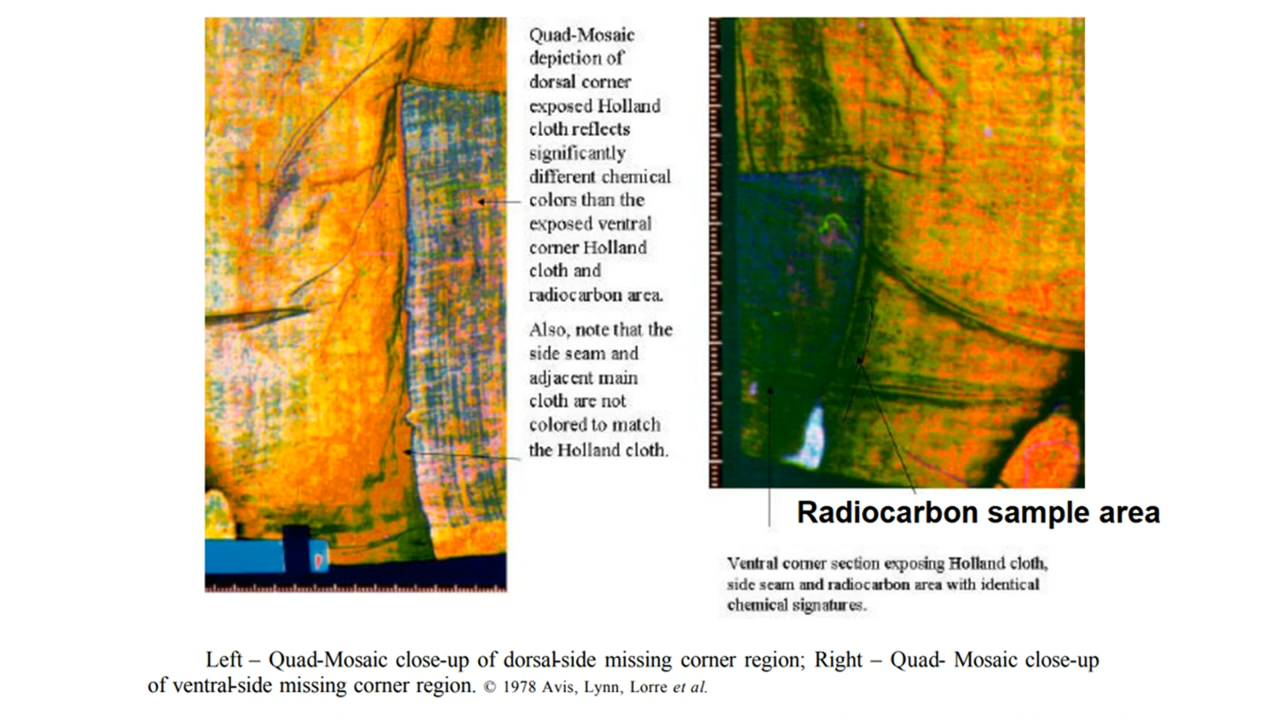 Quad-Mosaic
depiction of
dorsal corner
exposed Holland
cloth reflects
significantly
different chemical
colors than the
exposed ventral
corner Holland
cloth and
radiocarbon area.
Also, note that the
side seam and
adjacent main
cloth are not
colored to match
the Holland cloth.
Radiocarbon sample area
Ventral corner section exposing Holland cloth,
side seam and radiocarbon area with identical
chemical signatures.
Left – Quad-Mosaic close-up of dorsal-side missing corner region; Right – Quad- Mosaic close-up
of ventral-side missing corner region. © 1978 Avis, Lynn, Lorre et al.